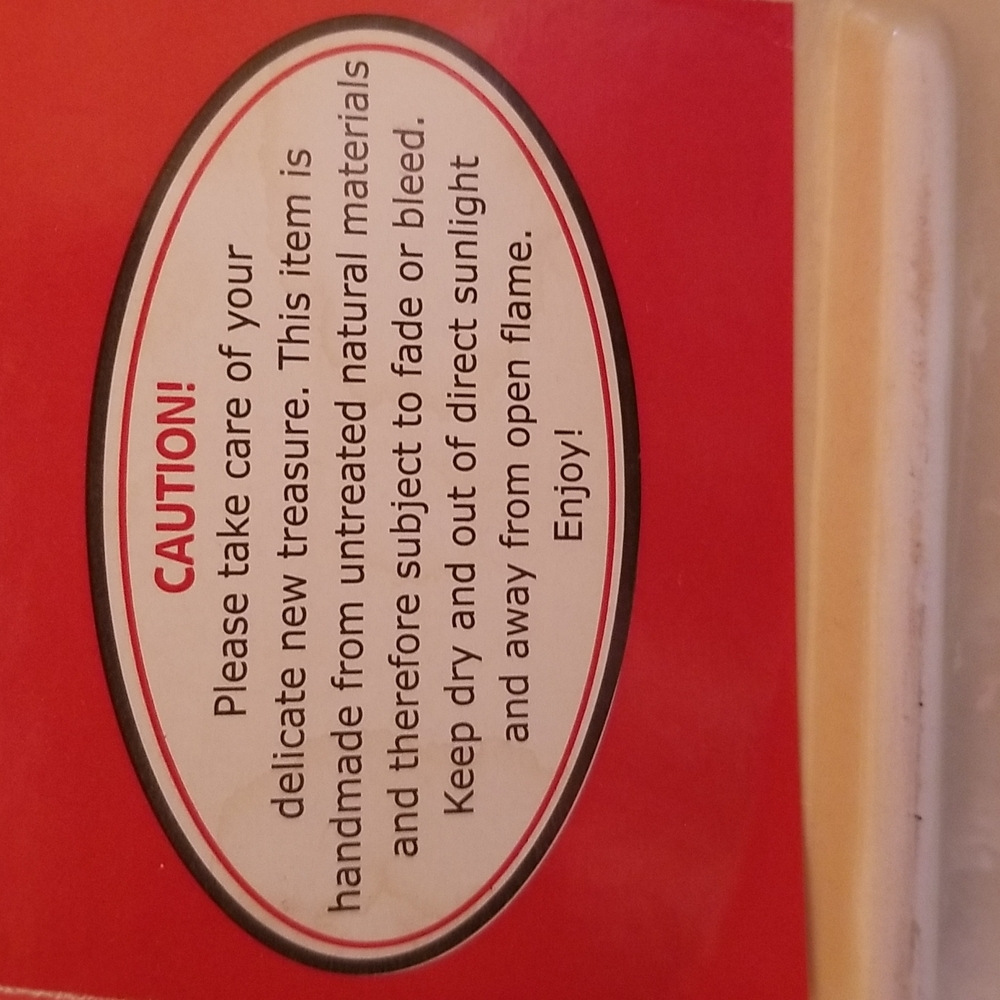 CAUTION!
Please take care of your
delicate new treasure. This item is
handmade from untreated natural materials
and therefore subject to fade or bleed.
Keep dry and out of direct sunlight
and away from open flame.
Enjoy!